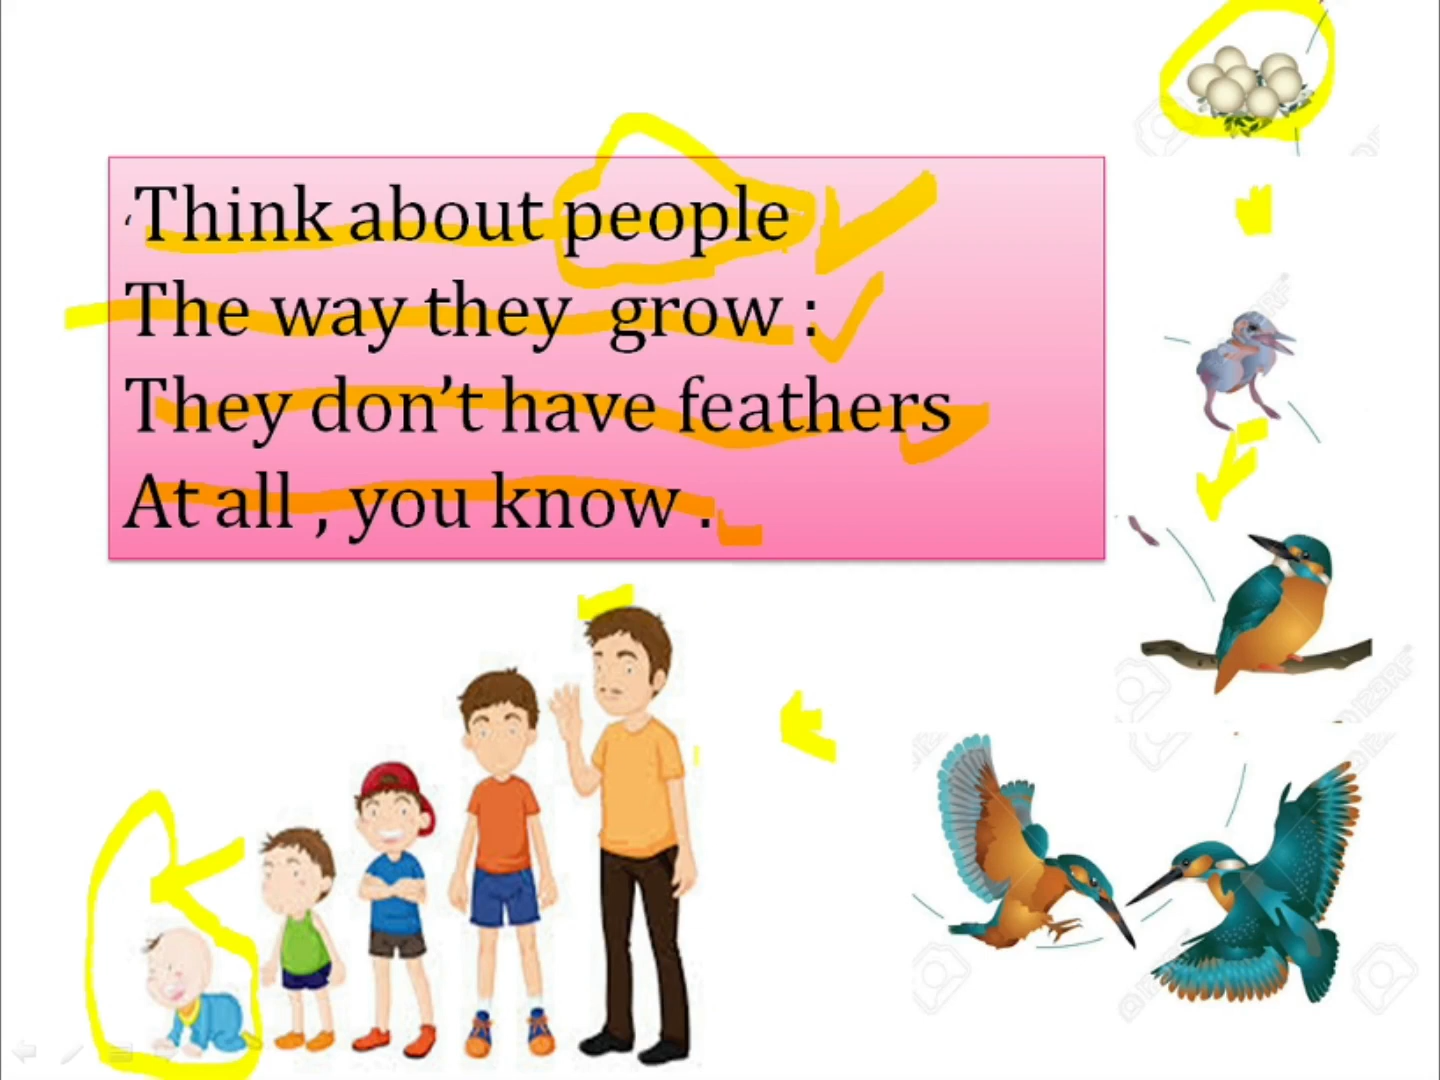 ‘Think about people
The way they grow :
They don’t have feathers
At all , you know .